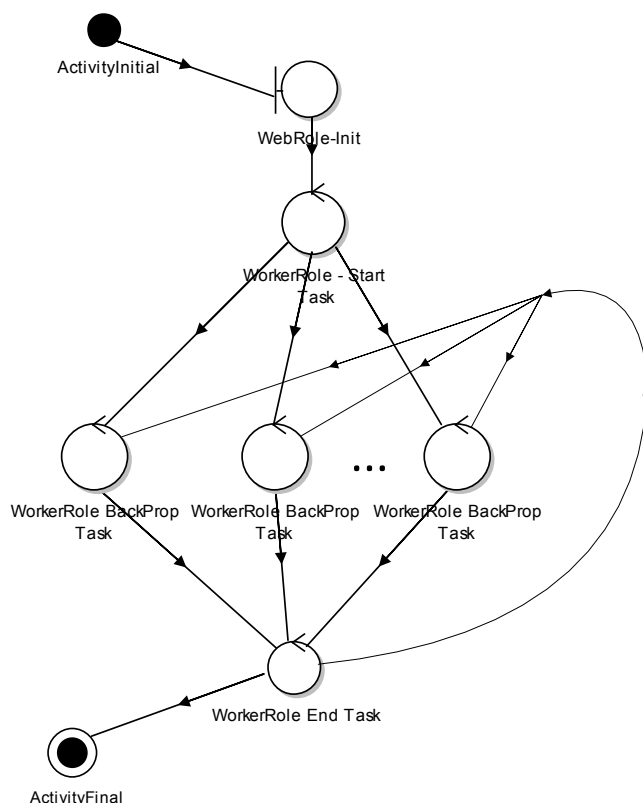 ActivityInitial
WebRole-Init
WorkerRole - Start
Task
...
WorkerRole BackProp
Task
WorkerRole BackProp
Task
WorkerRole BackProp
Task
WorkerRole End Task
ActivityFinal